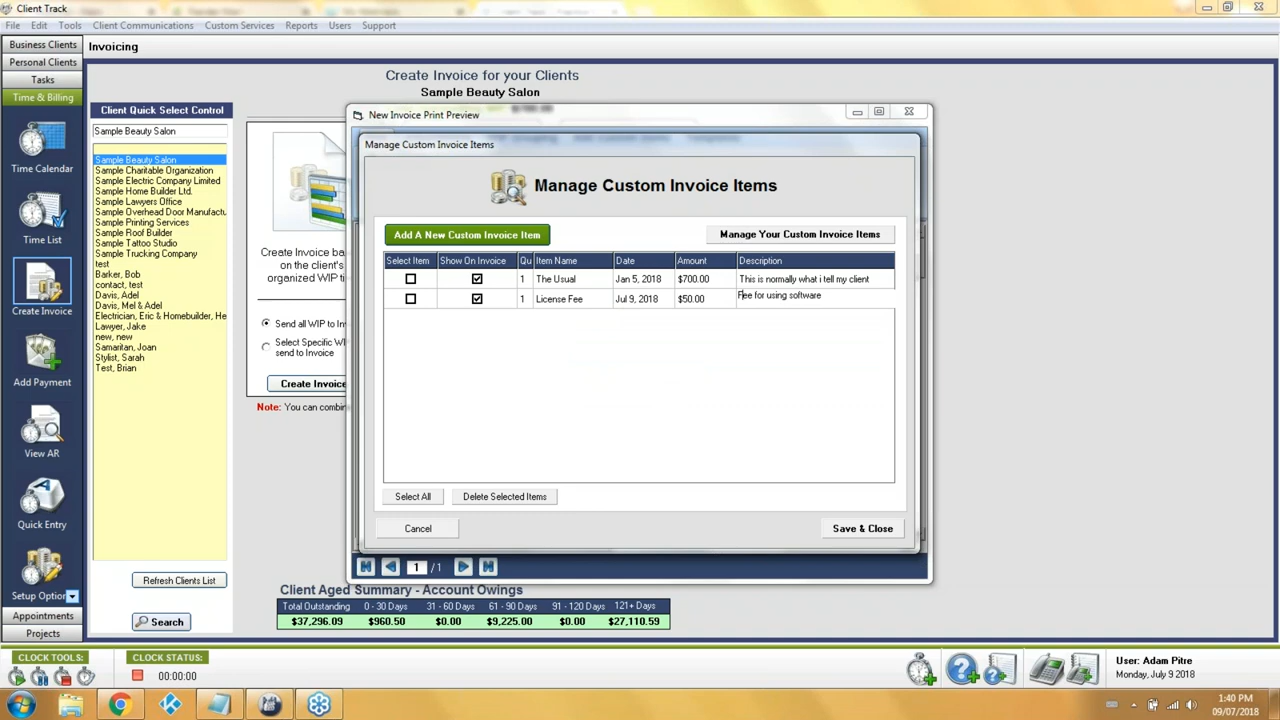 Client Track
File Edit Tools Client Communications Custom Services Reports Users Support
Business Clients
Personal Clients
Tasks
Time & Billing
Time Calendar
Time List
Create Invoice
Add Payment
View AR
Quick Entry
Setup Option
Appointments
Projects
Invoicing
Client Quick Select Control
Sample Beauty Salon
Sample Beauty Salon
Sample Charitable Organization
Sample Electric Company Limited
Sample Home Builder Ltd.
Sample Lawyers Office
Sample Overhead Door Manufactu
Sample Printing Services
Sample Roof Builder
Sample Tattoo Studio
Sample Trucking Company
test
Barker, Bob
contact, test
Davis, Adel
Davis, Mel & Adel
Electrician, Eric & Homebuilder, He
Lawyer, Jake
new, new
Samaritan, Joan
Stylist, Sarah
Test, Brian
Refresh Clients List
Search
Create Invoice for your Clients
Sample Beauty Salon
Create Invoice ba
on the client's
organized WIP ti
Send all WIP to In
Select Specific WI
send to Invoice
Create Invoice
Note: You can combin
New Invoice Print Preview
Manage Custom Invoice Items
Manage Custom Invoice Items
Add A New Custom Invoice Item
Manage Your Custom Invoice Items
Select Item Show On Invoice Qu Item Name Date Amount Description
1 The Usual Jan 5, 2018 $700.00 This is normally what i tell my client
1 License Fee Jul 9, 2018 $50.00 Fee for using software
Select All Delete Selected Items
Cancel Save & Close
1 / 1
Client Aged Summary - Account Owings
Total Outstanding 0 - 30 Days 31 - 60 Days 61 - 90 Days 91 - 120 Days 121+ Days
$37,296.09 $960.50 $0.00 $9,225.00 $0.00 $27,110.59
CLOCK TOOLS: CLOCK STATUS:
00:00:00
User: Adam Pitre
Monday, July 9 2018
1:40 PM
09/07/2018